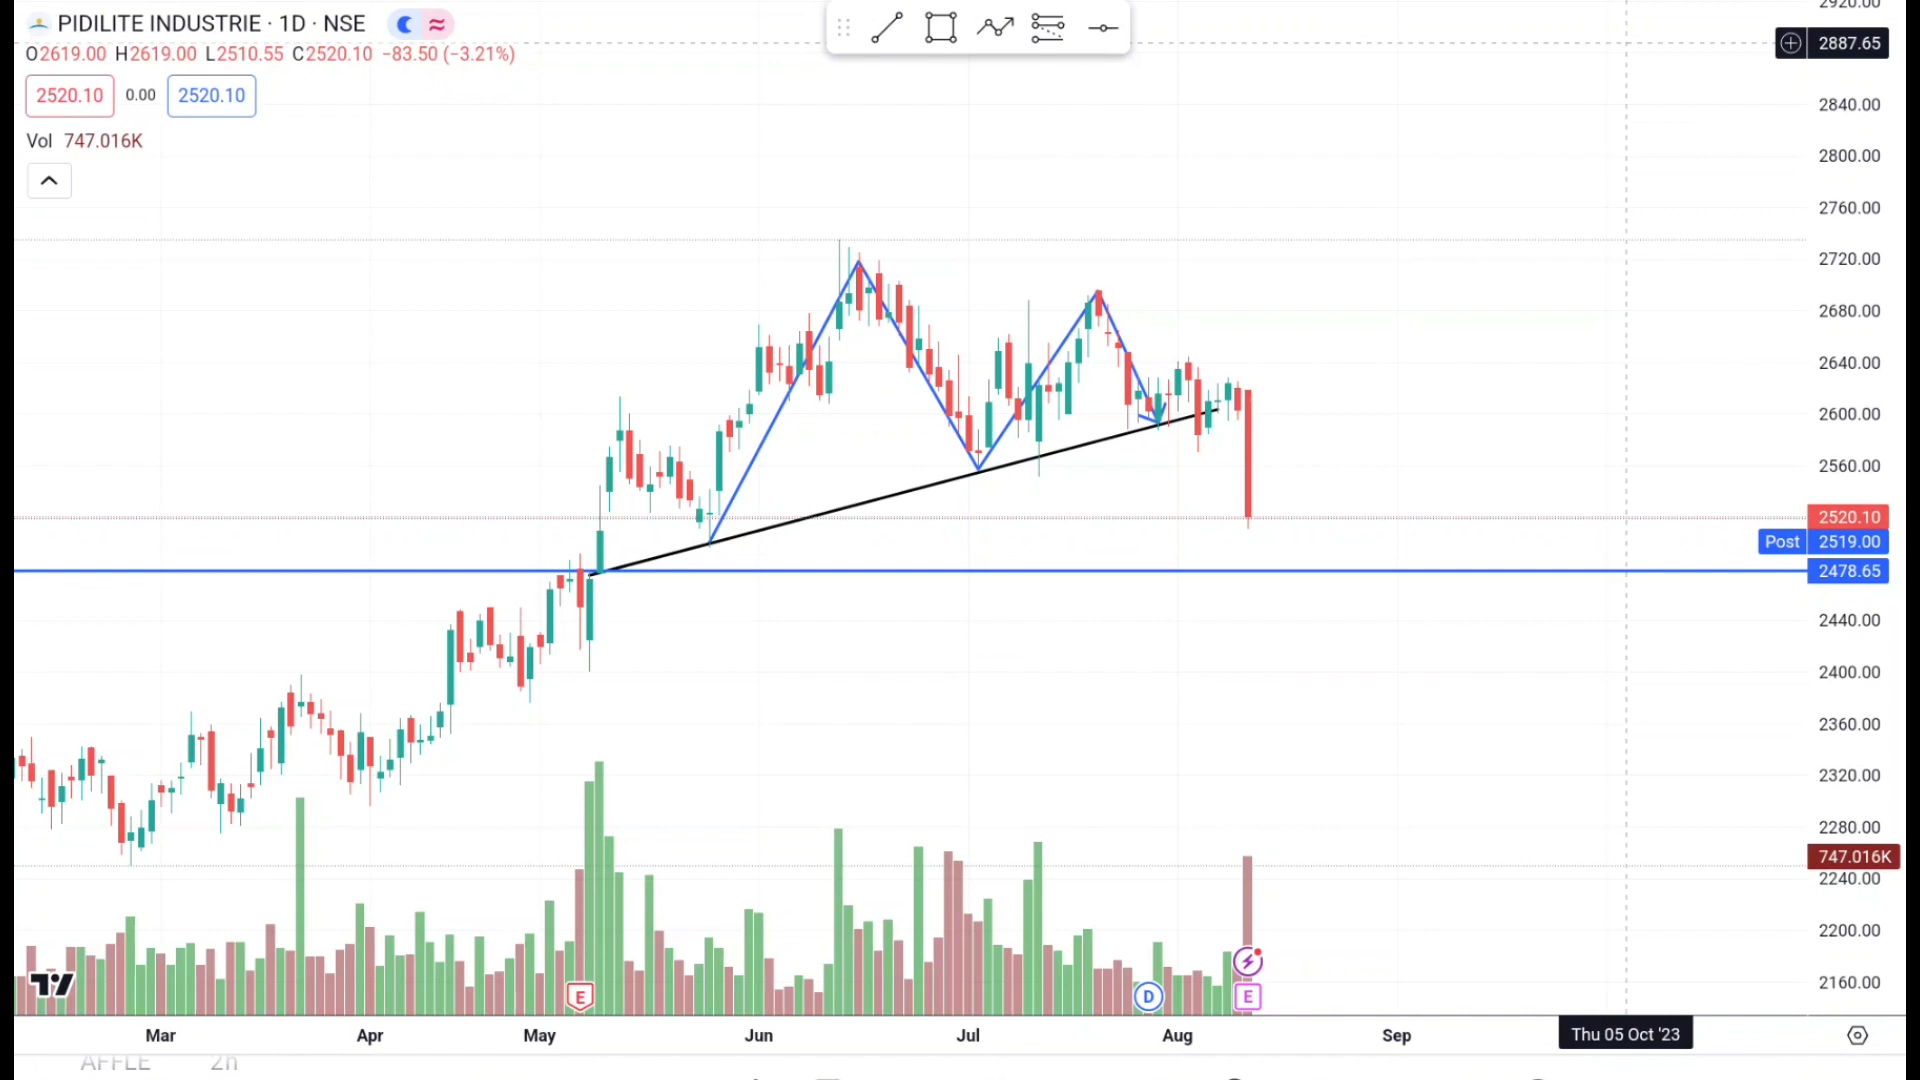 PIDILITE INDUSTRIE · 1D · NSE
O2619.00 H2619.00 L2510.55 C2520.10 −83.50 (−3.21%)
2520.10 0.00 2520.10
Vol 747.016K
2920.00
2887.65
2840.00
2800.00
2760.00
2720.00
2680.00
2640.00
2600.00
2560.00
2520.10
Post 2519.00
2478.65
2440.00
2400.00
2360.00
2320.00
2280.00
747.016K
2240.00
2200.00
2160.00
E D E
Mar Apr May Jun Jul Aug Sep Thu 05 Oct '23
AFFLE 2h